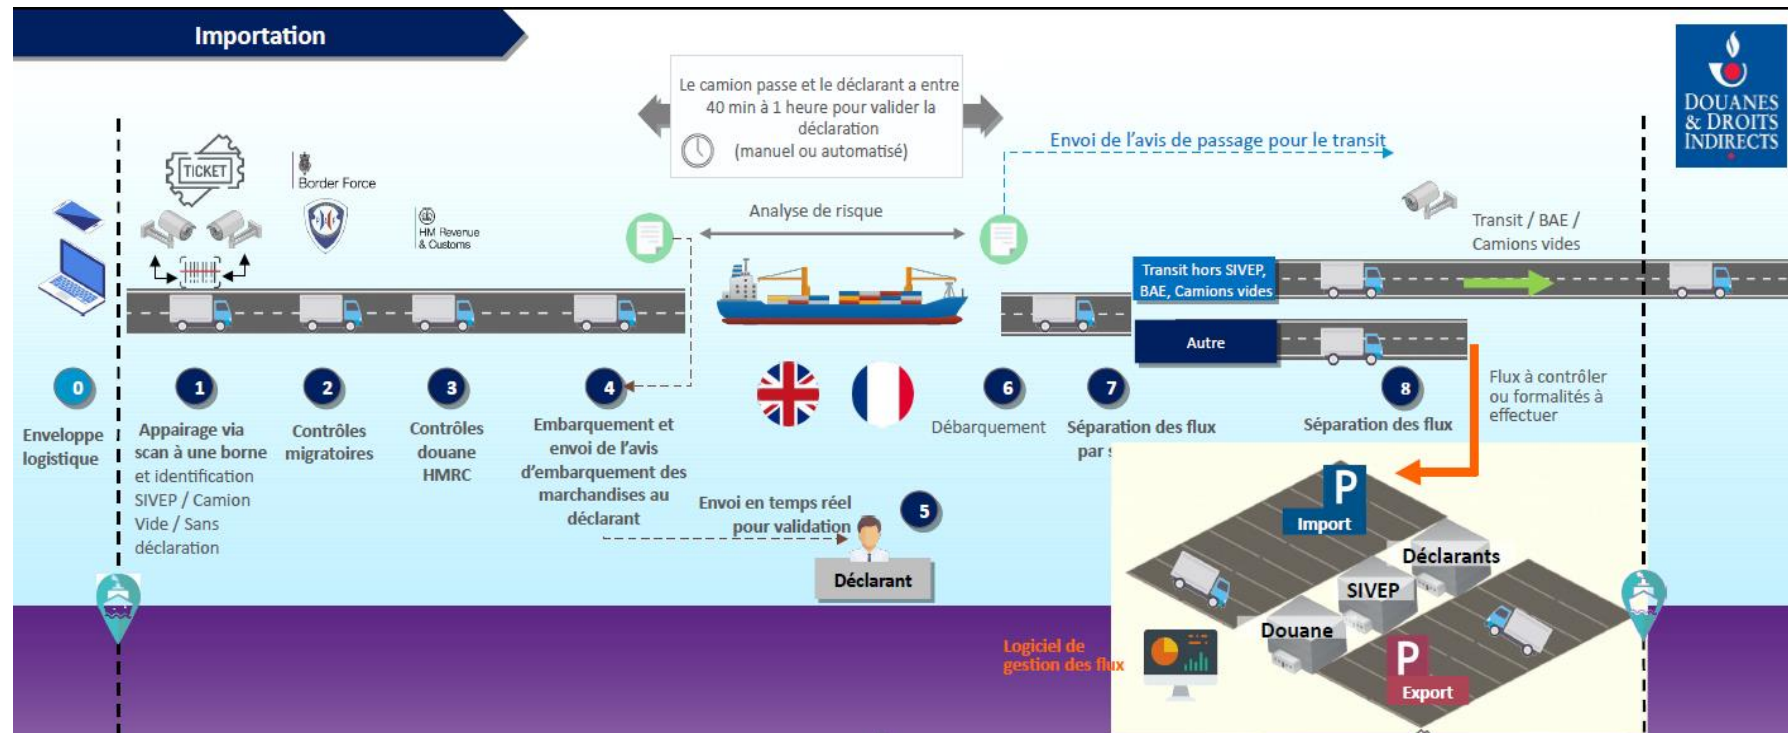 Importation
DOUANES
& DROITS
INDIRECTS
Le camion passe et le déclarant a entre
40 min à 1 heure pour valider la
déclaration
(manuel ou automatisé)
Envoi de l'avis de passage pour le transit
TICKET
Border Force
HM Revenue
& Customs
Analyse de risque
Transit / BAE /
Camions vides
Transit hors SIVEP,
BAE, Camions vides
Autre
0
Enveloppe
logistique
1
Appairage via
scan à une borne
et identification
SIVEP / Camion
Vide / Sans
déclaration
2
Contrôles
migratoires
3
Contrôles
douane
HMRC
4
Embarquement et
envoi de l'avis
d'embarquement des
marchandises au
déclarant
5
Envoi en temps réel
pour validation
Déclarant
6
Débarquement
7
Séparation des flux
par
8
Séparation des flux
Flux à contrôler
ou formalités à
effectuer
P
Import
Déclarants
SIVEP
Douane
P
Export
Logiciel de
gestion des flux